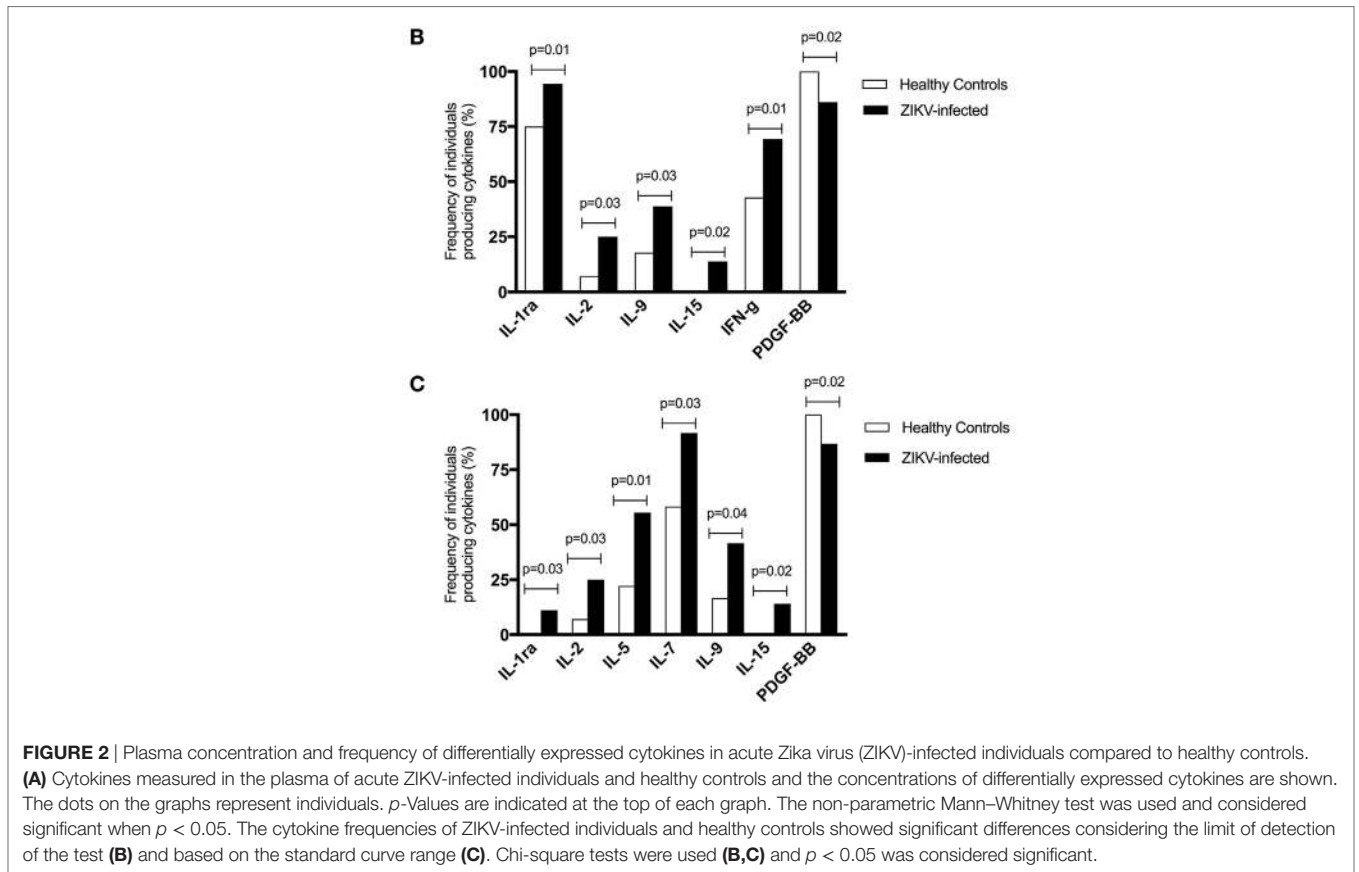 B
p=0.01
p=0.03
p=0.03
p=0.02
p=0.01
p=0.02
Healthy Controls
ZIKV-infected
Frequency of individuals
producing cytokines (%)
100
75
50
25
0
IL-1ra
IL-2
IL-9
IL-15
IFN-g
PDGF-BB
C
p=0.03
p=0.03
p=0.01
p=0.03
p=0.04
p=0.02
p=0.02
Healthy Controls
ZIKV-infected
Frequency of individuals
producing cytokines (%)
100
75
50
25
0
IL-1ra
IL-2
IL-5
IL-7
IL-9
IL-15
PDGF-BB
FIGURE 2 | Plasma concentration and frequency of differentially expressed cytokines in acute Zika virus (ZIKV)-infected individuals compared to healthy controls.
(A) Cytokines measured in the plasma of acute ZIKV-infected individuals and healthy controls and the concentrations of differentially expressed cytokines are shown.
The dots on the graphs represent individuals. p-Values are indicated at the top of each graph. The non-parametric Mann–Whitney test was used and considered
significant when p < 0.05. The cytokine frequencies of ZIKV-infected individuals and healthy controls showed significant differences considering the limit of detection
of the test (B) and based on the standard curve range (C). Chi-square tests were used (B,C) and p < 0.05 was considered significant.